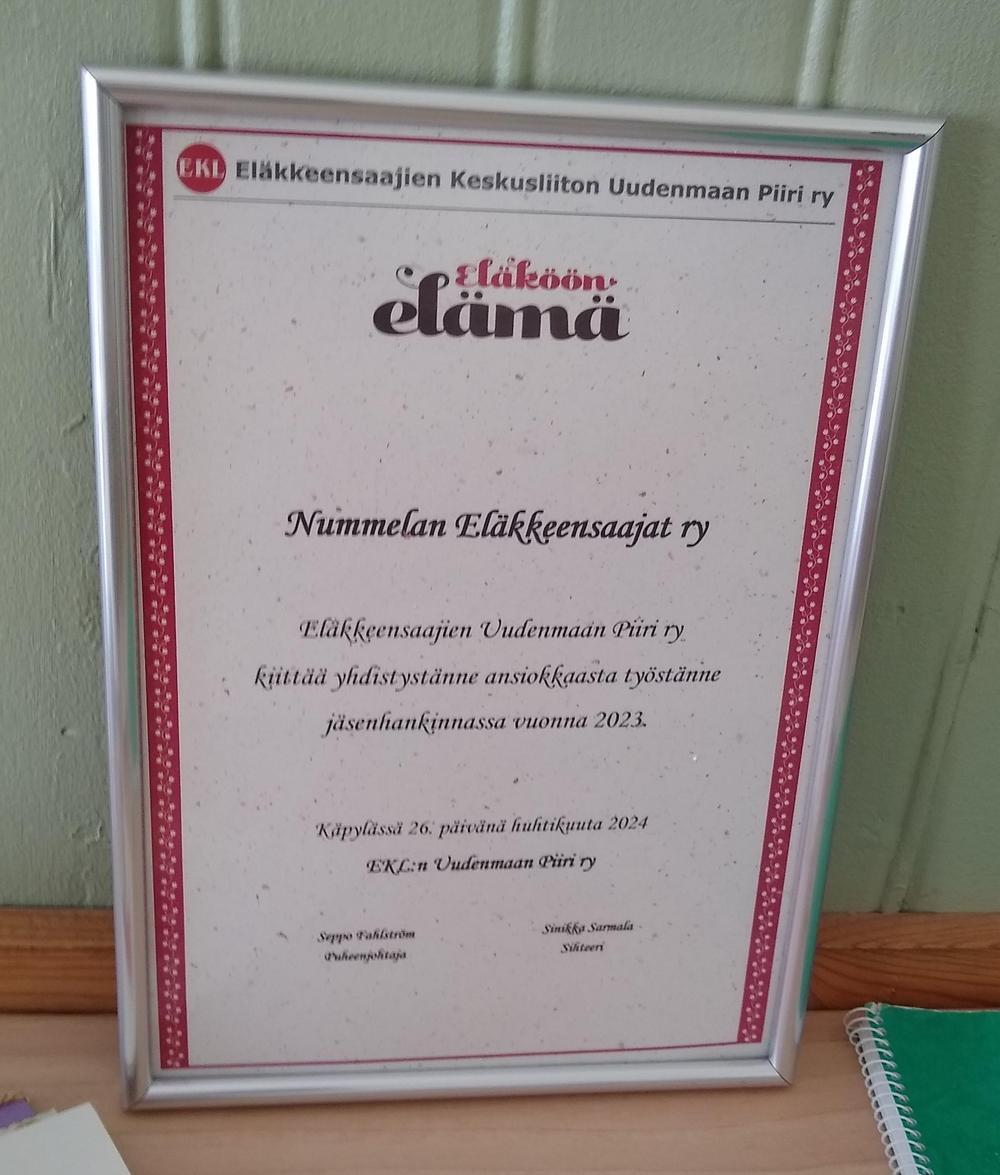 EKL Eläkkeensaajien Keskusliiton Uudenmaan Piiri ry
Eläköön
elämä
Nummelan Eläkkeensaajat ry
Eläkkeensaajien Uudenmaan Piiri ry
kiittää yhdistystänne ansiokkaasta työstänne
jäsenhankinnassa vuonna 2023.
Käpylässä 26. päivänä huhtikuuta 2024
EKL:n Uudenmaan Piiri ry
Seppo Fahlström Sinikka Sarmala
Puheenjohtaja Sihteeri